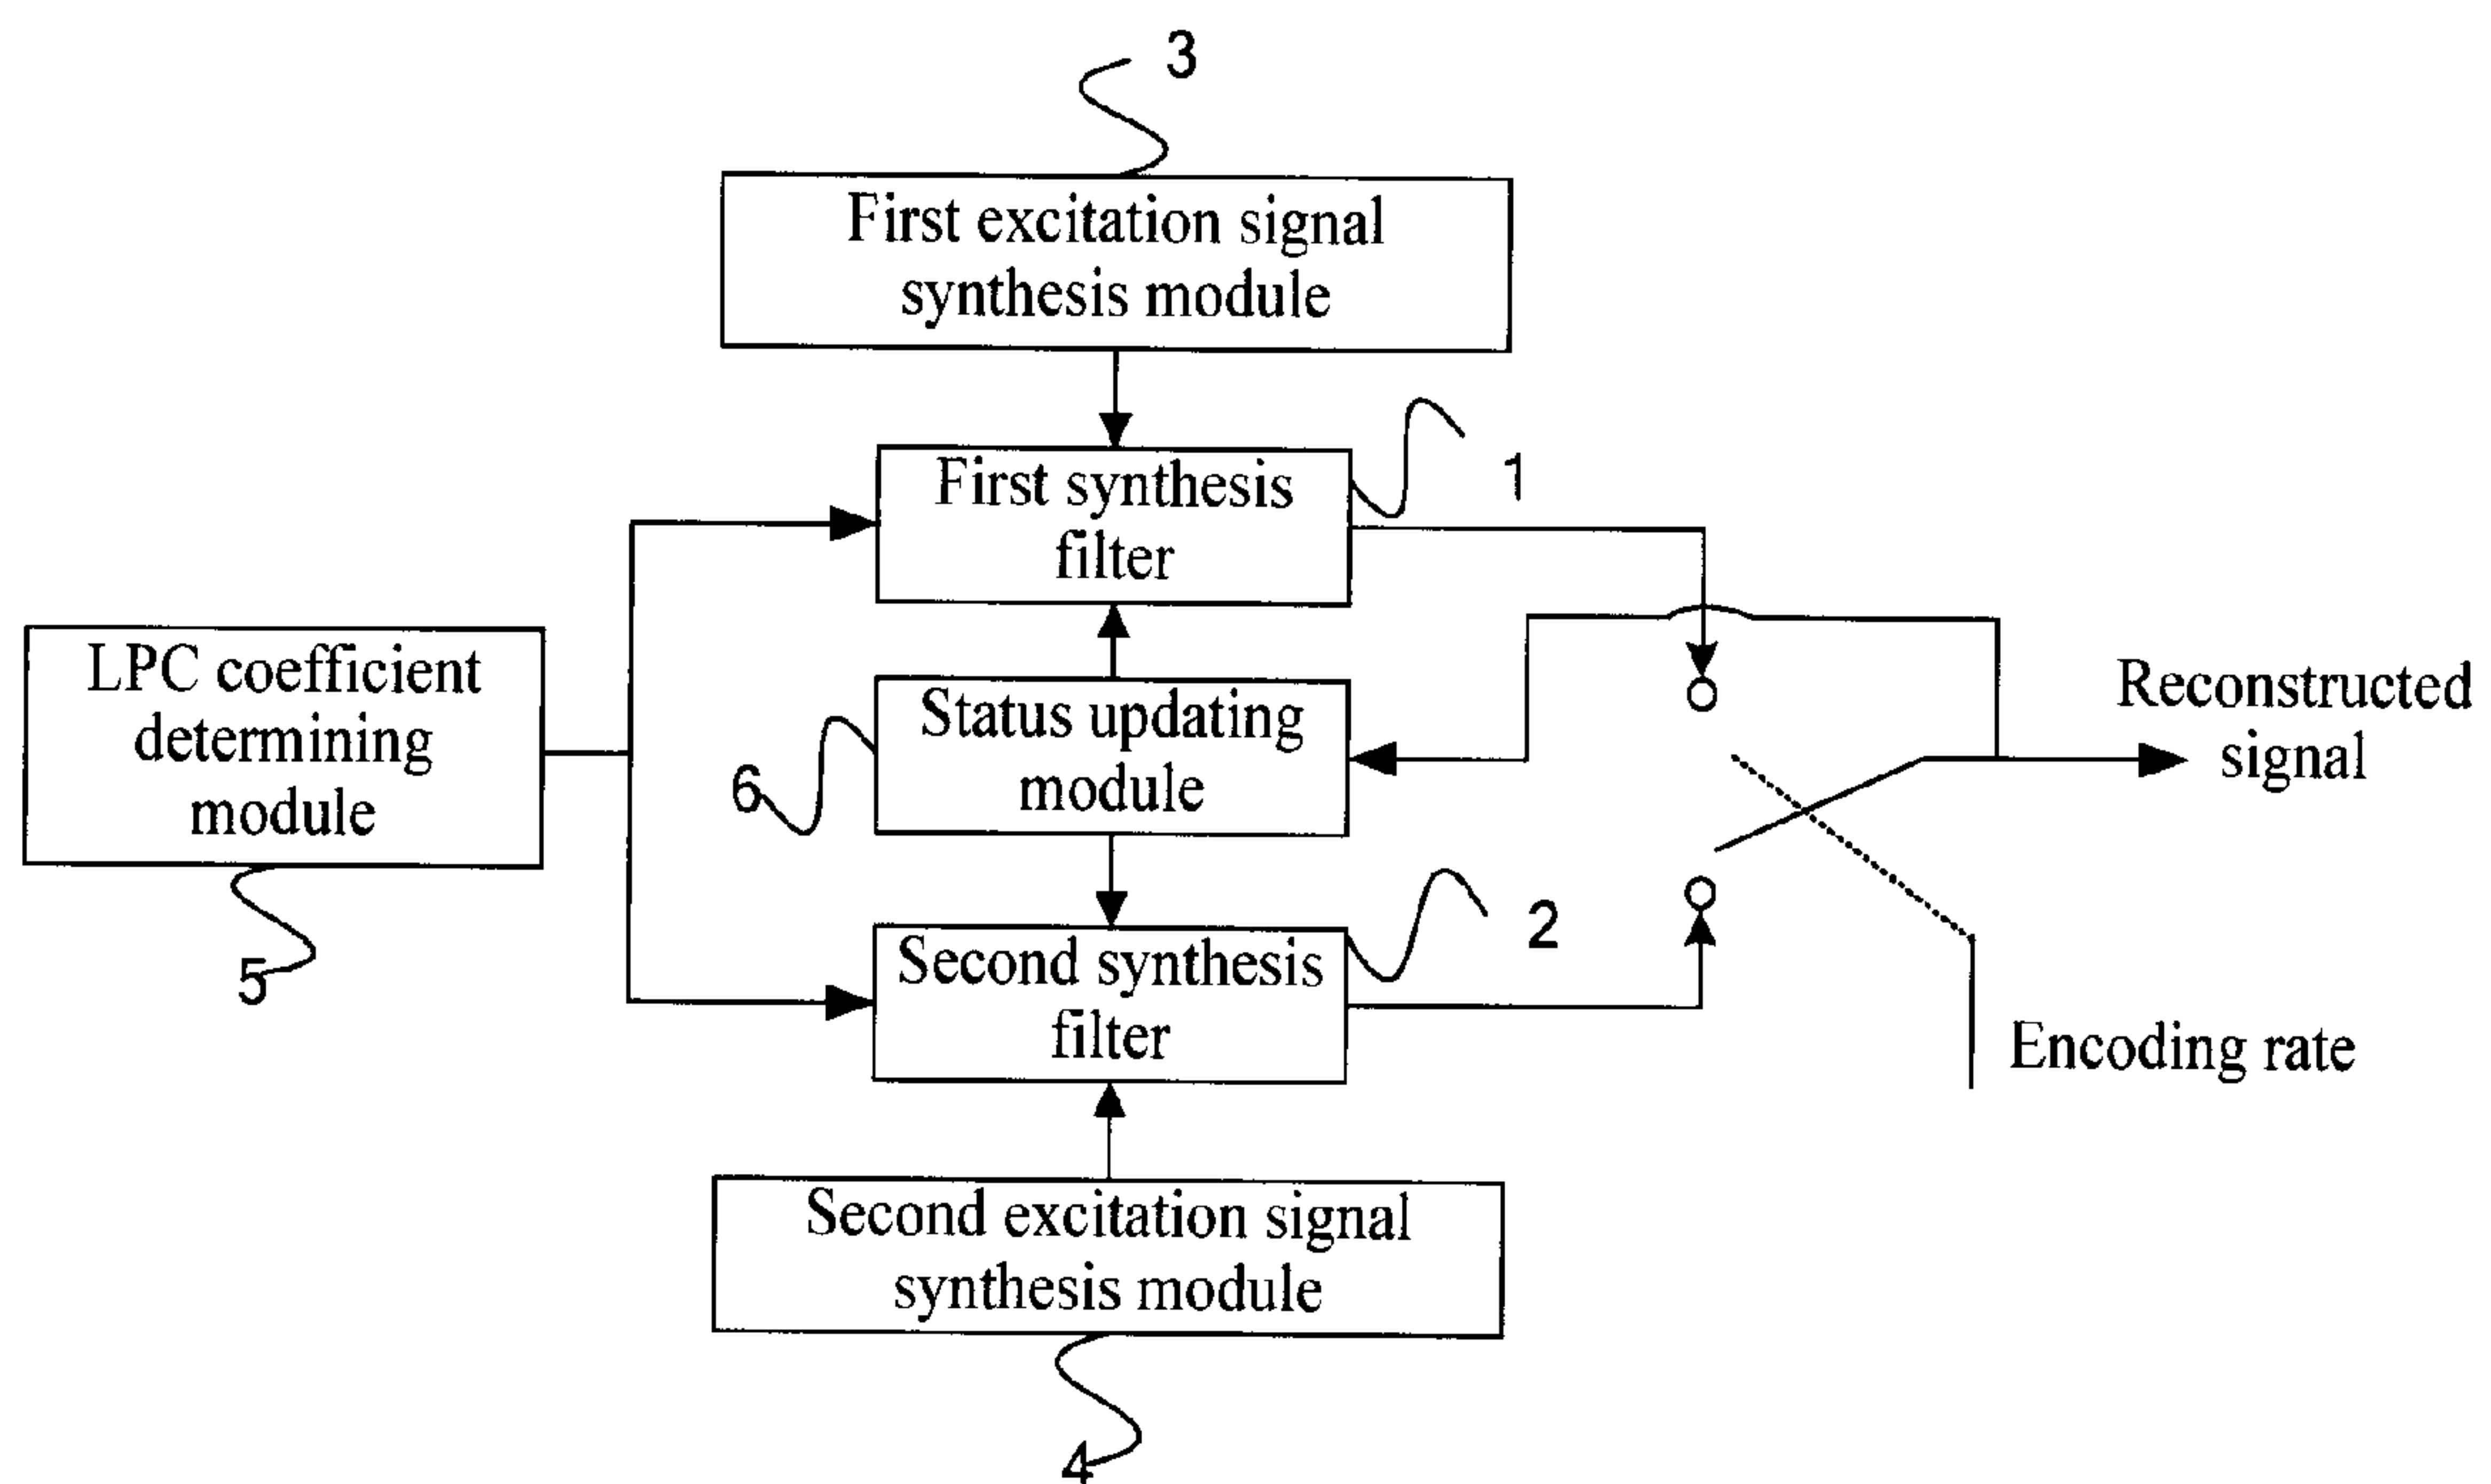 3
First excitation signal
synthesis module
First synthesis
filter
1
LPC coefficient
determining
module
5
Status updating
module
6
Reconstructed
signal
Second synthesis
filter
2
Encoding rate
Second excitation signal
synthesis module
4